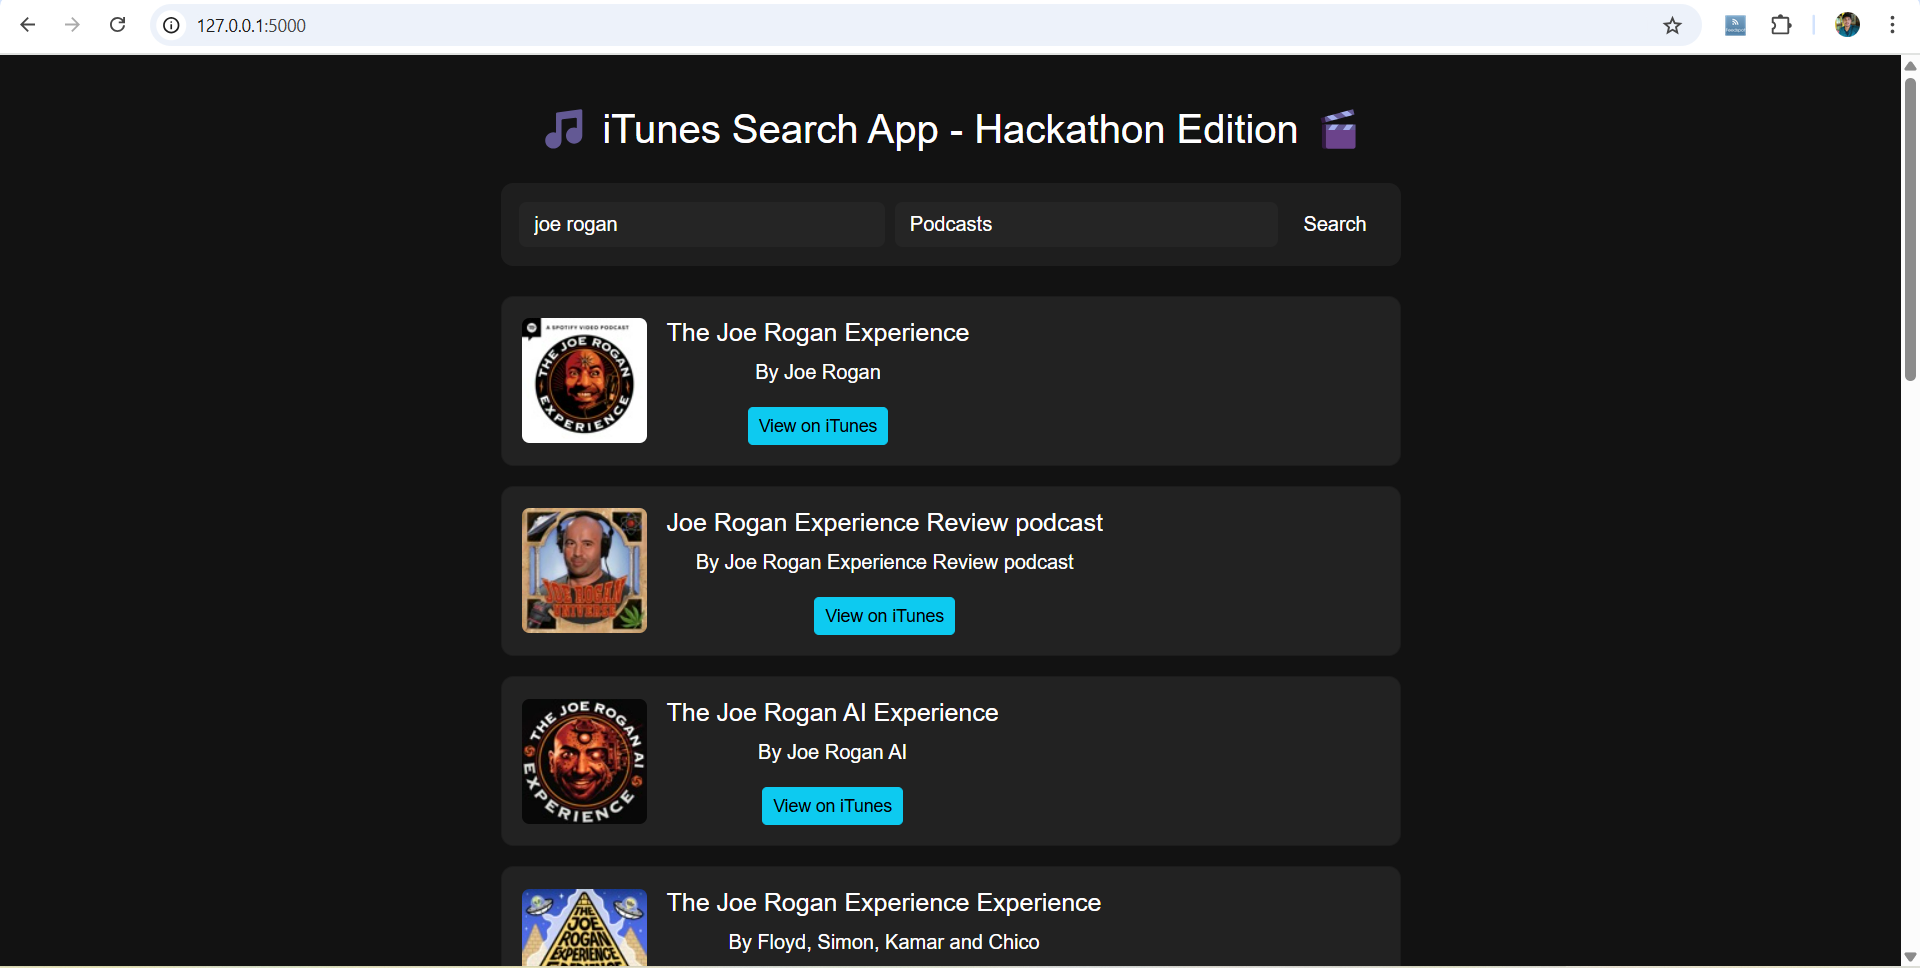 127.0.0.1:5000
iTunes Search App - Hackathon Edition
joe rogan
Podcasts
Search
A SPOTIFY VIDEO PODCAST
THE JOE ROGAN
EXPERIENCE
The Joe Rogan Experience
By Joe Rogan
View on iTunes
JOE ROGAN
UNIVERSE
Joe Rogan Experience Review podcast
By Joe Rogan Experience Review podcast
View on iTunes
THE JOE ROGAN AI
EXPERIENCE
The Joe Rogan AI Experience
By Joe Rogan AI
View on iTunes
THE
JOE
ROGAN
EXPERIENCE
The Joe Rogan Experience Experience
By Floyd, Simon, Kamar and Chico